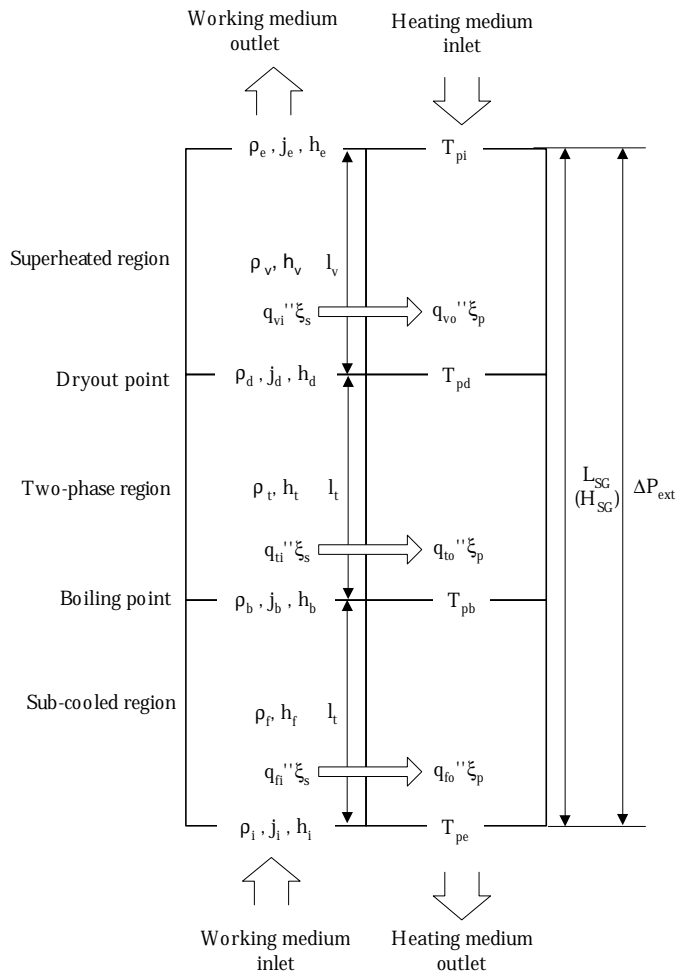 Working medium
outlet
Heating medium
inlet
ρe , je , he
Tpi
Superheated region
ρv, hv lv
qvi''ξs
qvo''ξp
Dryout point
ρd , jd , hd
Tpd
LSG
(HSG)
ΔPext
Two-phase region
ρt, ht lt
qti''ξs
qto''ξp
Boiling point
ρb , jb , hb
Tpb
Sub-cooled region
ρf, hf lt
qfi''ξs
qfo''ξp
ρi , ji , hi
Tpe
Working medium
inlet
Heating medium
outlet